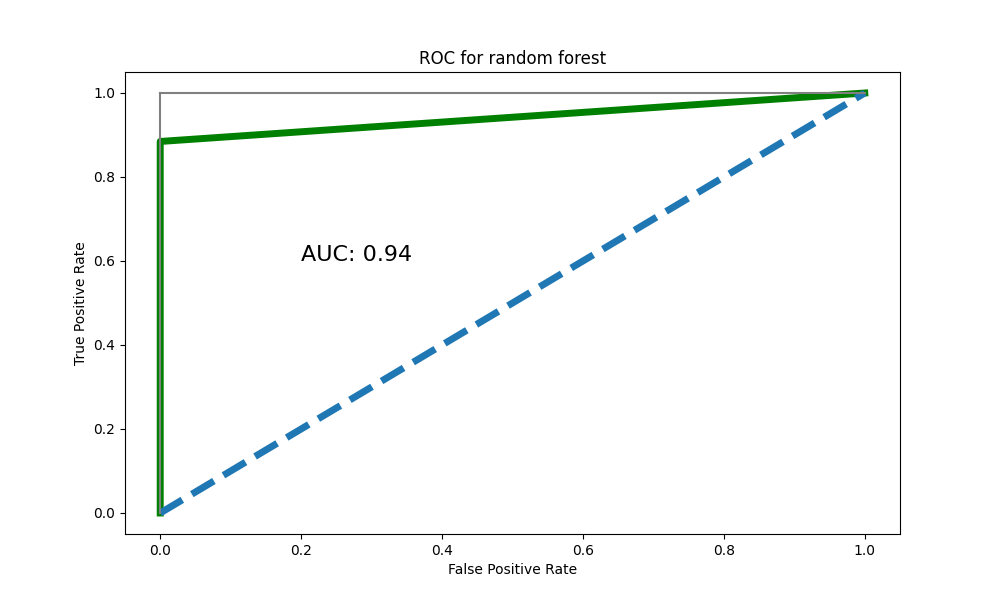 ROC for random forest
1.0
0.8
0.6
0.4
0.2
0.0
True Positive Rate
AUC: 0.94
0.0 0.2 0.4 0.6 0.8 1.0
False Positive Rate